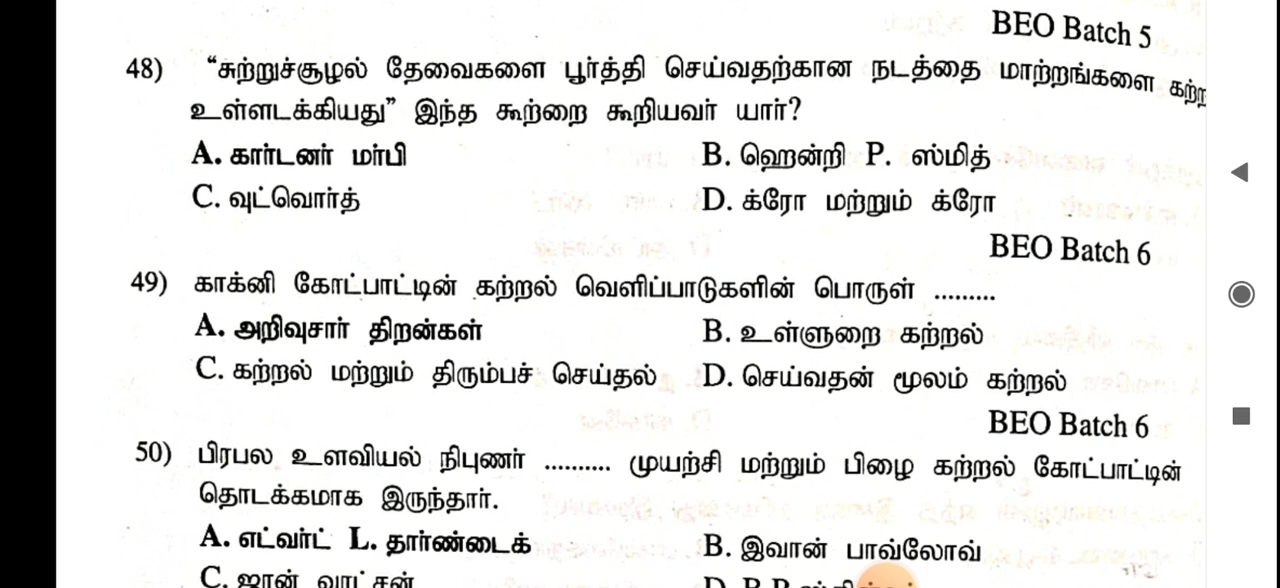 BEO Batch 5
48) "சுற்றுச்சூழல் தேவைகளை பூர்த்தி செய்வதற்கான நடத்தை மாற்றங்களை
உள்ளடக்கியது" இந்த கூற்றை கூறியவர் யார்?
A. கார்டனர் மர்பி B. ஹென்றி P. ஸ்மித்
C. வுட்வொர்த் D. க்ரோ மற்றும் க்ரோ
BEO Batch 6
49) காக்னி கோட்பாட்டின் கற்றல் வெளிப்பாடுகளின் பொருள் .........
A. அறிவுசார் திறன்கள் B. உள்ளுறை கற்றல்
C. கற்றல் மற்றும் திரும்பச் செய்தல் D. செய்வதன் மூலம் கற்றல்
BEO Batch 6
50) பிரபல உளவியல் நிபுணர் .......... முயற்சி மற்றும் பிழை கற்றல் கோட்பாட்டின்
தொடக்கமாக இருந்தார்.
A. எட்வர்ட் L. தார்ண்டைக் B. இவான் பாவ்லோவ்
C. ஜான் வாட்சன்